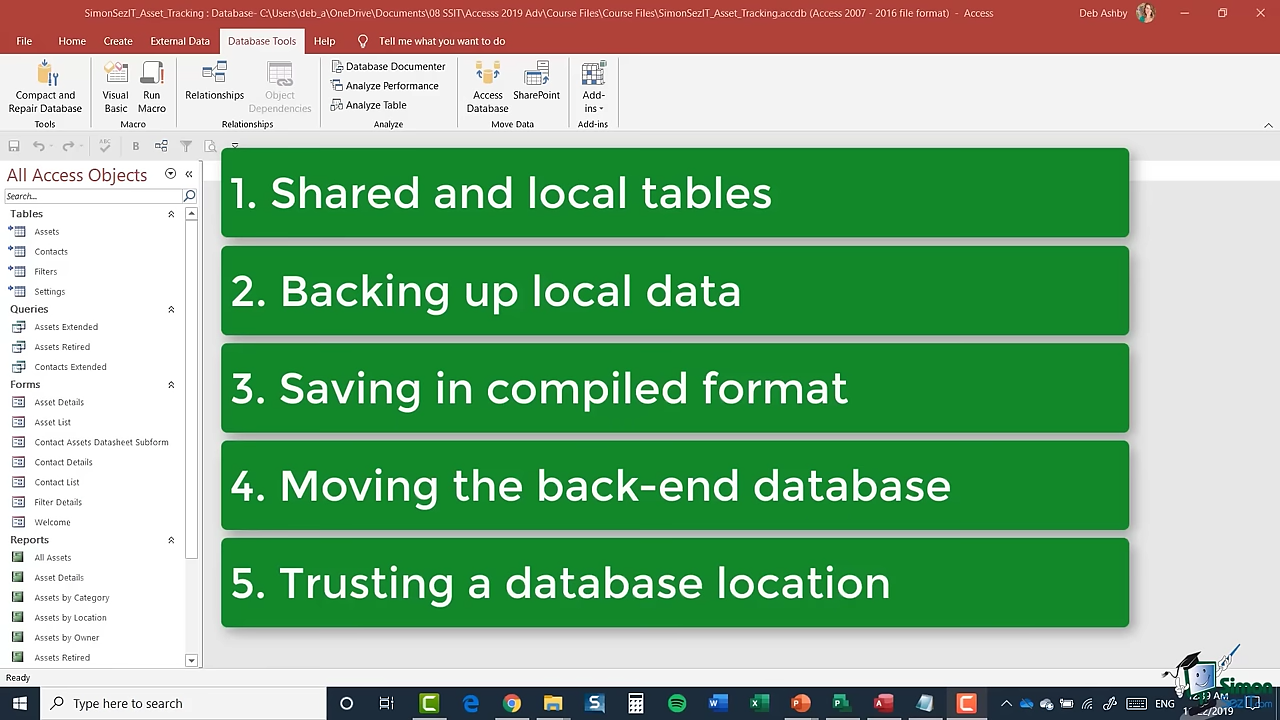 SimonSezIT_Asset_Tracking : Database- C:\Users\deb_a\OneDrive\Documents\08 SSIT\Accesss 2019 Adv\Course Files\Course Files\SimonSezIT_Asset_Tracking.accdb (Access 2007 - 2016 file format) - Access
Deb Ashby
File
Home
Create
External Data
Database Tools
Help
Tell me what you want to do
Compact and
Repair Database
Tools
Visual
Basic
Run
Macro
Macro
Relationships
Object
Dependencies
Relationships
Database Documenter
Analyze Performance
Analyze Table
Analyze
Access
Database
SharePoint
Move Data
Add-
ins
Add-ins
ABC
B
All Access Objects
Search...
Tables
Assets
Contacts
Filters
Settings
Queries
Assets Extended
Assets Retired
Contacts Extended
Forms
Asset Details
Asset List
Contact Assets Datasheet Subform
Contact Details
Contact List
Filter Details
Welcome
Reports
All Assets
Asset Details
Assets by Category
Assets by Location
Assets by Owner
Assets Retired
1. Shared and local tables
2. Backing up local data
3. Saving in compiled format
4. Moving the back-end database
5. Trusting a database location
Ready
Type here to search
ENG
Simon